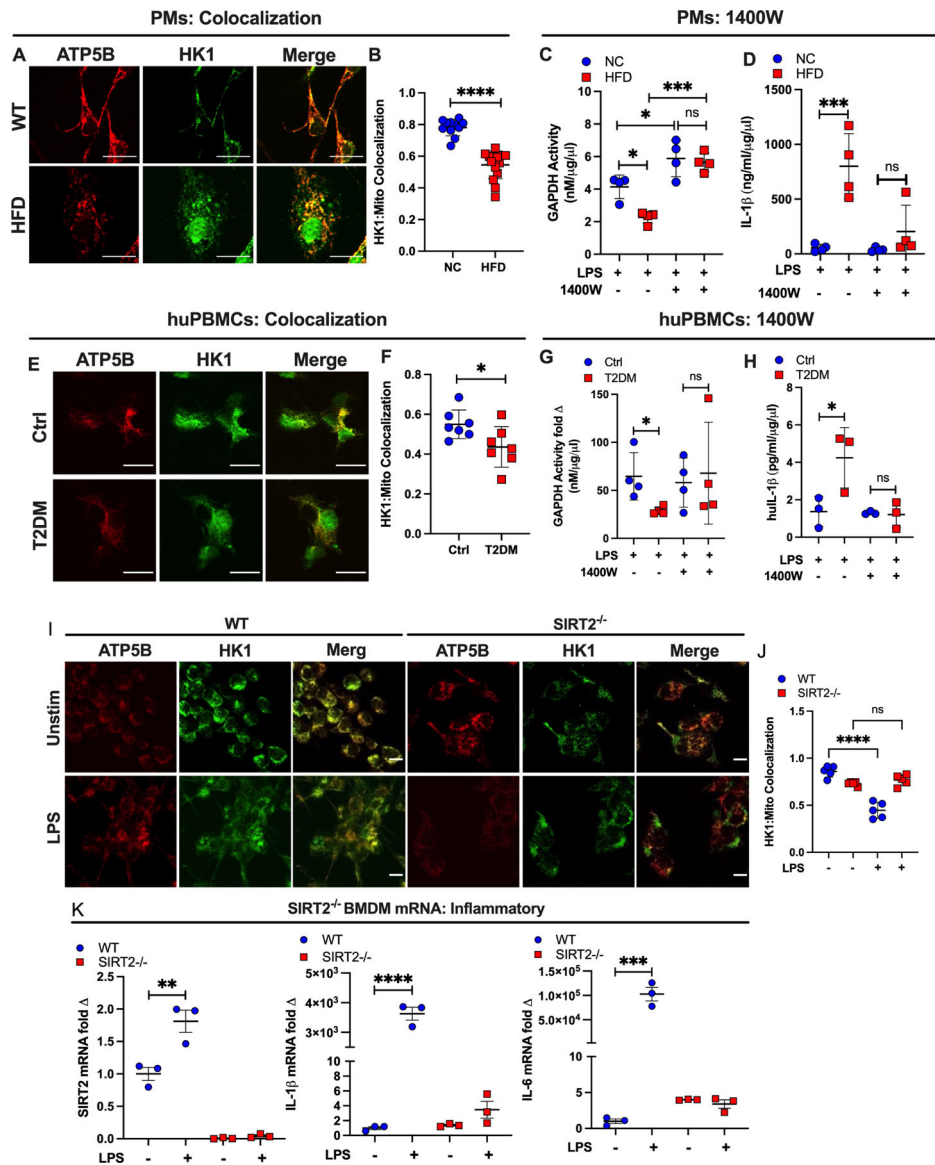 PMs: Colocalization
PMs: 1400W
A
ATP5B
HK1
Merge
WT
HFD
B
HK1:Mito Colocalization
1.0
0.8
0.6
0.4
0.2
0.0
****
NC
HFD
C
NC
HFD
GAPDH Activity
(nM/µg/µl)
10
8
6
4
2
0
***
*
ns
*
LPS + + + +
1400W - - + +
D
NC
HFD
IL-1β (ng/ml/µg/µl)
1500
1000
500
0
***
ns
LPS + + + +
1400W - - + +
huPBMCs: Colocalization
huPBMCs: 1400W
E
ATP5B
HK1
Merge
Ctrl
T2DM
F
HK1:Mito Colocalization
0.8
0.6
0.4
0.2
0.0
*
Ctrl
T2DM
G
Ctrl
T2DM
GAPDH Activity fold Δ
(nM/µg/µl)
150
100
50
0
*
ns
LPS + + + +
1400W - - + +
H
Ctrl
T2DM
huIL-1β (pg/ml/µg/µl)
8
6
4
2
0
*
ns
LPS + + + +
1400W - - + +
I
WT
SIRT2-/-
ATP5B
HK1
Merg
ATP5B
HK1
Merge
Unstim
LPS
J
WT
SIRT2-/-
HK1:Mito Colocalization
1.5
1.0
0.5
0.0
ns
****
LPS - - + +
K
SIRT2-/- BMDM mRNA: Inflammatory
WT
SIRT2-/-
SIRT2 mRNA fold Δ
2.5
2.0
1.5
1.0
0.5
0.0
**
LPS - + - +
WT
SIRT2-/-
IL-1β mRNA fold Δ
5×10³
4×10³
3×10³
8
6
4
2
0
****
LPS - + - +
WT
SIRT2-/-
IL-6 mRNA fold Δ
1.5×10⁵
1.0×10⁵
5.0×10⁴
5
0
***
LPS - + - +